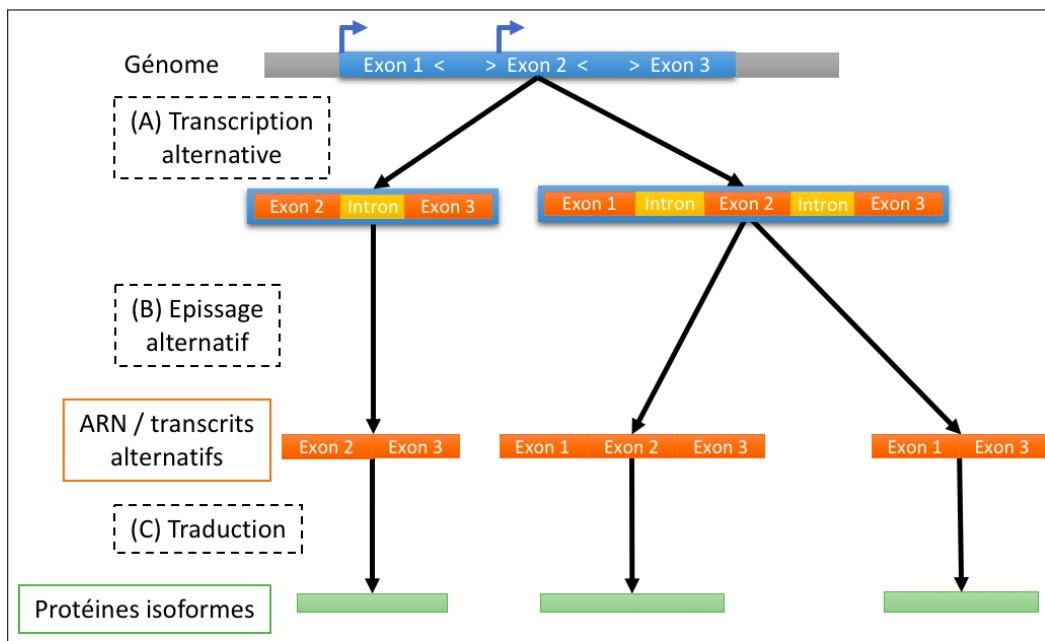 Génome
Exon 1 < > Exon 2 < > Exon 3
(A) Transcription
alternative
Exon 2 Intron Exon 3
Exon 1 Intron Exon 2 Intron Exon 3
(B) Epissage
alternatif
ARN / transcrits
alternatifs
Exon 2 Exon 3
Exon 1 Exon 2 Exon 3
Exon 1 Exon 3
(C) Traduction
Protéines isoformes